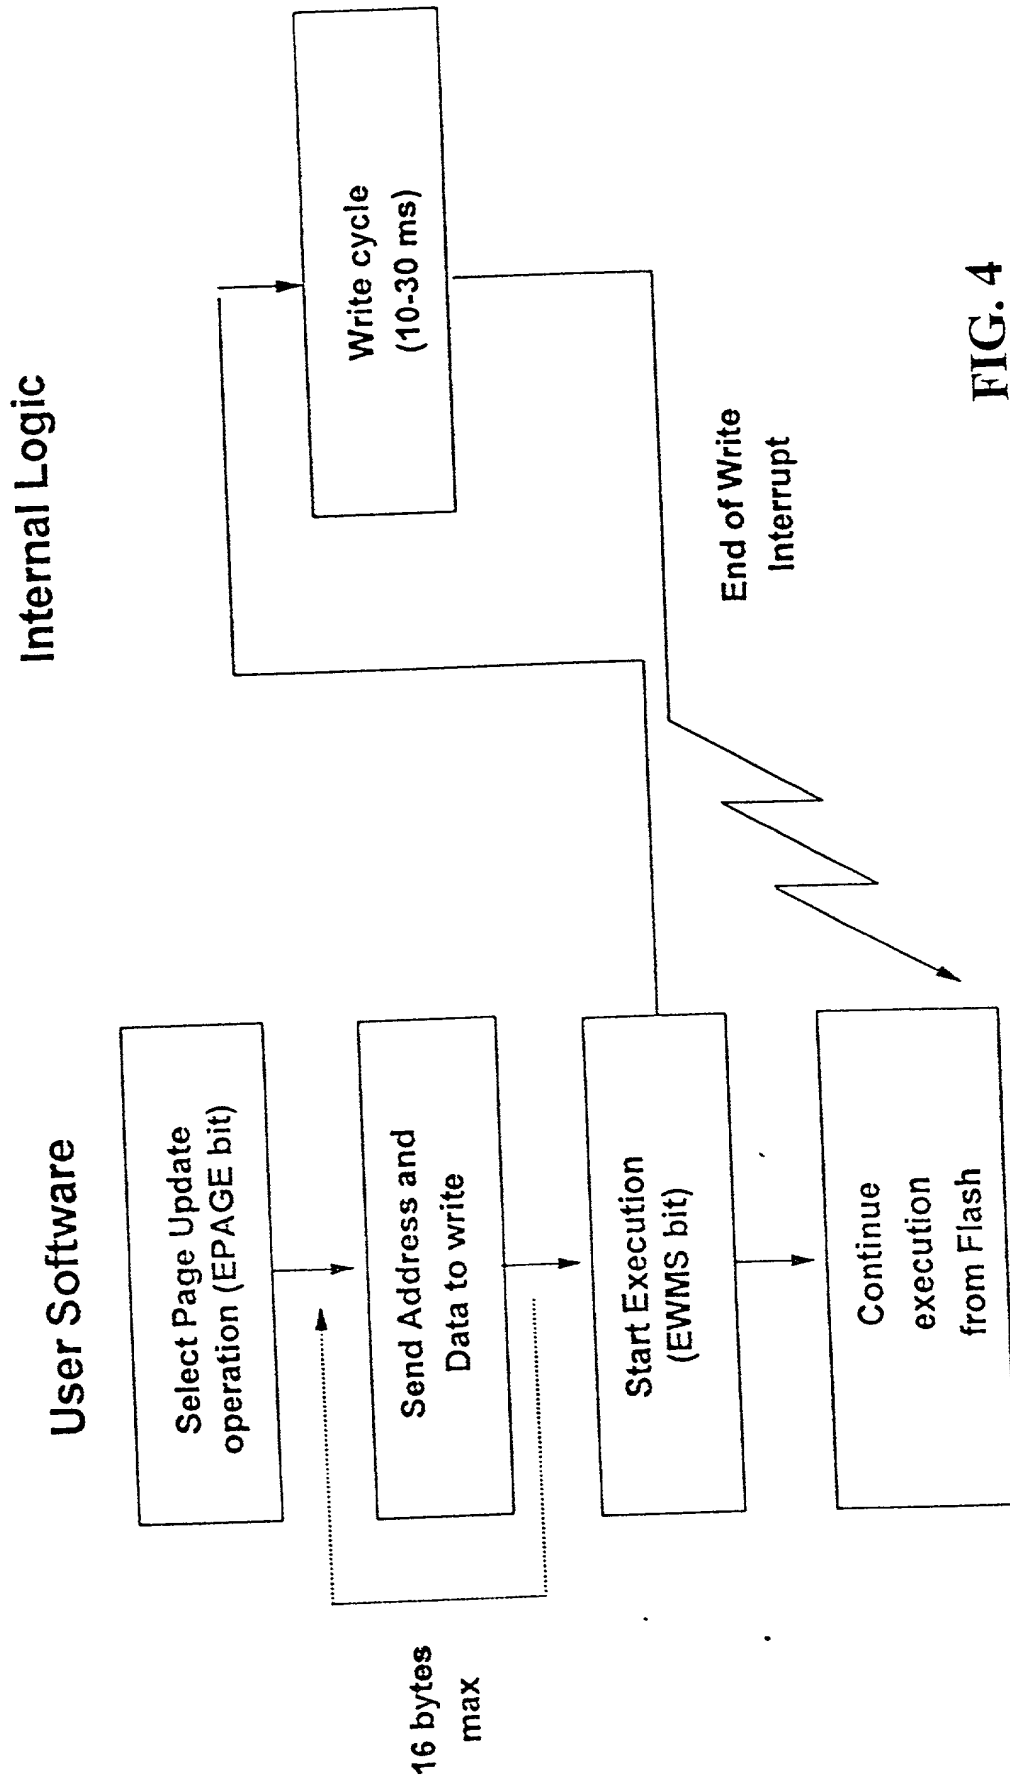 User Software
Internal Logic
Select Page Update
operation (EPAGE bit)
16 bytes
max
Send Address and
Data to write
Start Execution
(EWMS bit)
Continue
execution
from Flash
Write cycle
(10-30 ms)
End of Write
Interrupt
FIG. 4